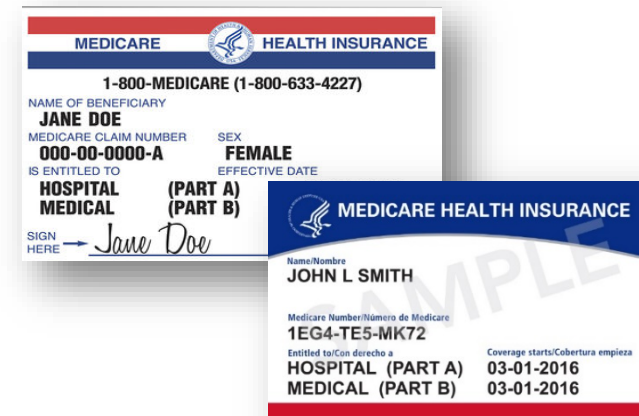 MEDICARE HEALTH INSURANCE
1-800-MEDICARE (1-800-633-4227)
NAME OF BENEFICIARY
JANE DOE
MEDICARE CLAIM NUMBER SEX
000-00-0000-A FEMALE
IS ENTITLED TO EFFECTIVE DATE
HOSPITAL (PART A)
MEDICAL (PART B)
SIGN
HERE Jane Doe
MEDICARE HEALTH INSURANCE
Name/Nombre
JOHN L SMITH
SAMPLE
Medicare Number/Número de Medicare
1EG4-TE5-MK72
Entitled to/Con derecho a Coverage starts/Cobertura empieza
HOSPITAL (PART A) 03-01-2016
MEDICAL (PART B) 03-01-2016